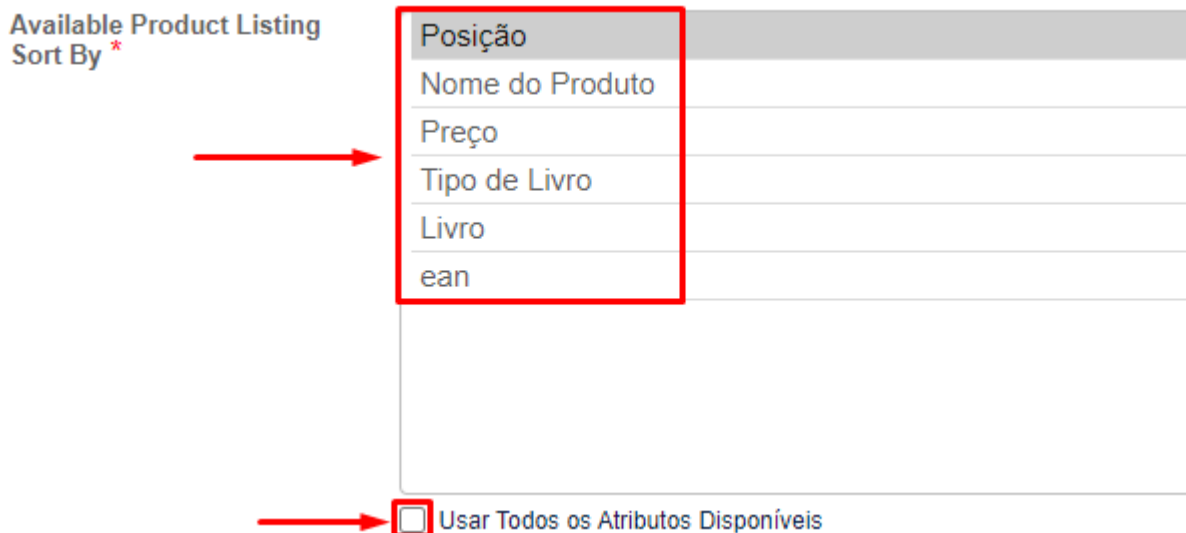 Available Product Listing
Sort By *
Posição
Nome do Produto
Preço
Tipo de Livro
Livro
ean
Usar Todos os Atributos Disponíveis